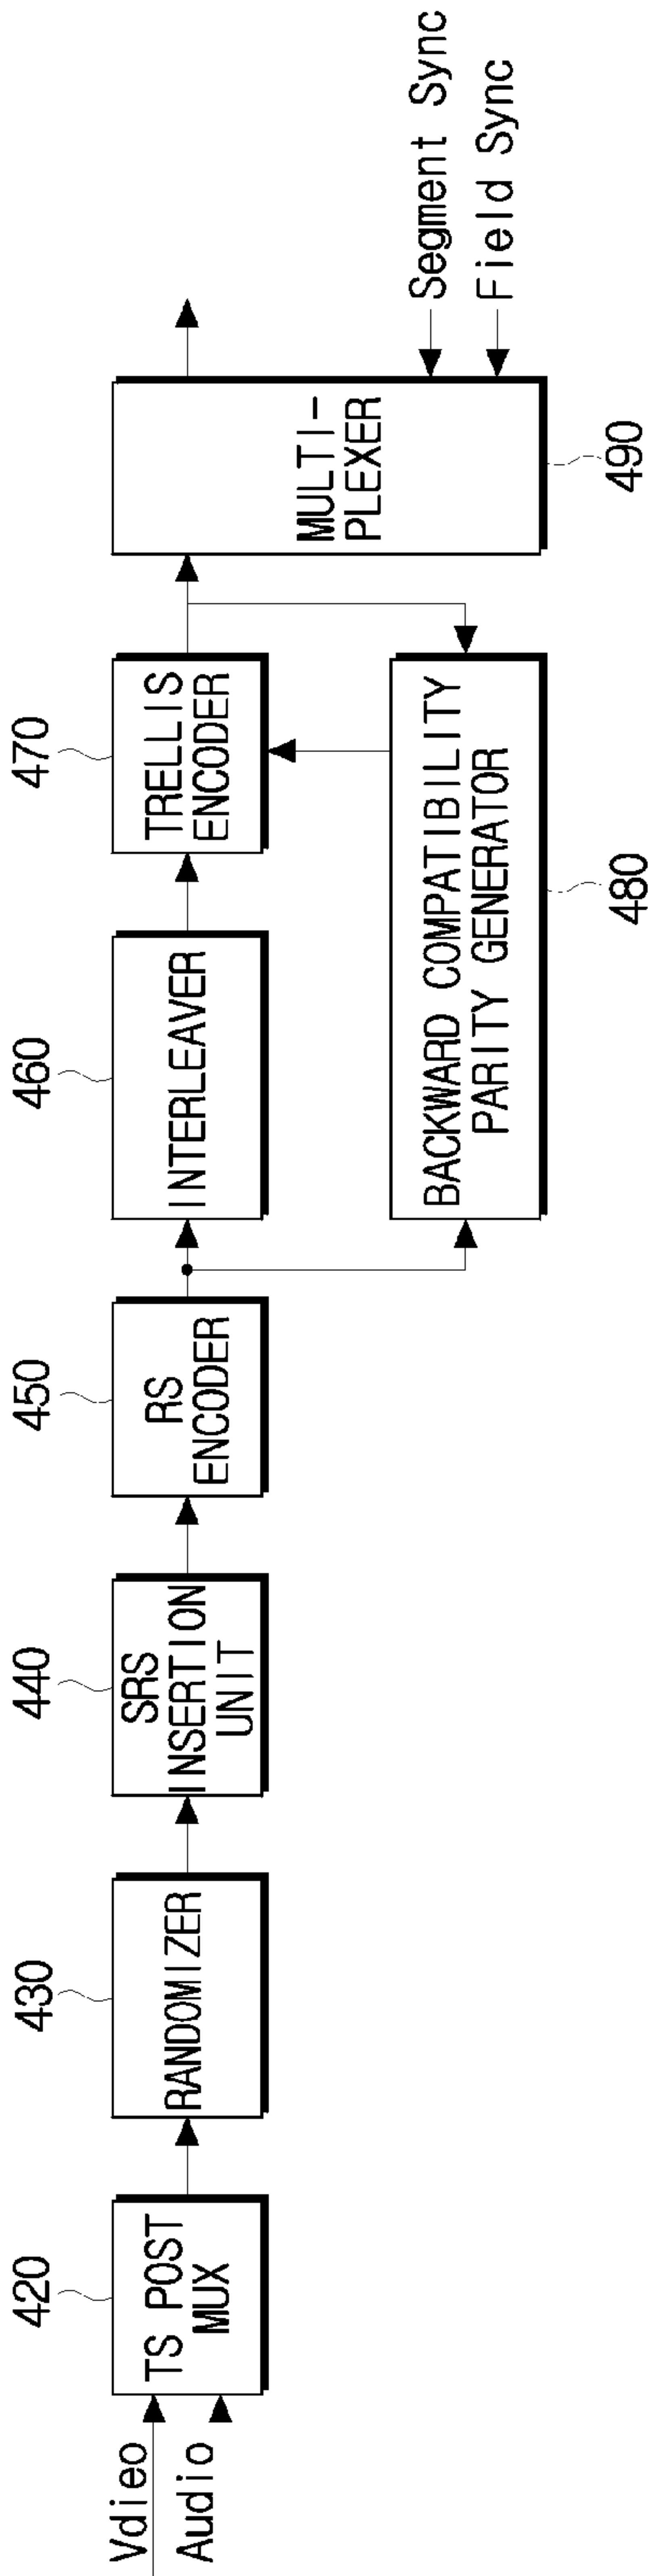 Vdieo
Audio
420
TS POST
MUX
430
RANDOMIZER
440
SRS
INSERTION
UNIT
450
RS
ENCODER
460
INTERLEAVER
470
TRELLIS
ENCODER
BACKWARD COMPATIBILITY
PARITY GENERATOR
480
MULTI-
PLEXER
490
Segment Sync
Field Sync